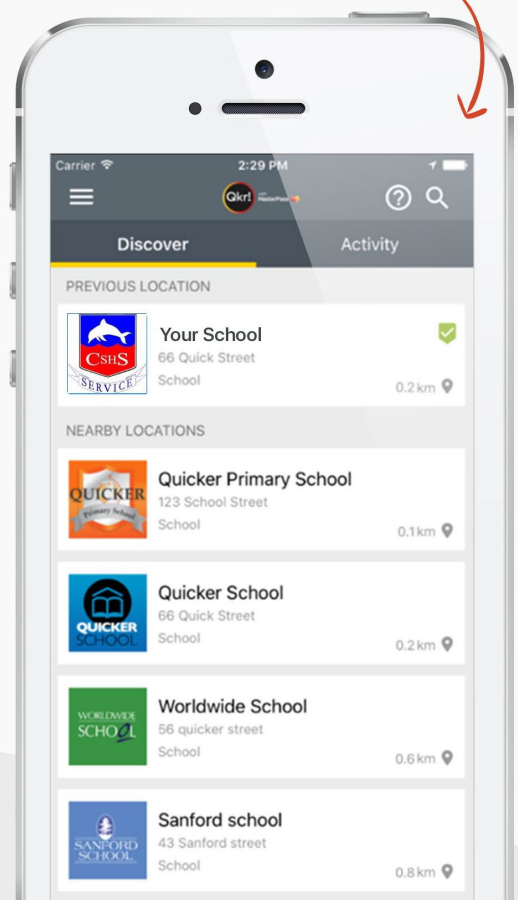 Carrier
2:29 PM
Qkr!
with
MasterPass
Discover
Activity
PREVIOUS LOCATION
CSHS
SERVICE
Your School
66 Quick Street
School
0.2 km
NEARBY LOCATIONS
QUICKER
Primary School
Quicker Primary School
123 School Street
School
0.1 km
QUICKER
SCHOOL
Quicker School
66 Quick Street
School
0.2 km
WORLDWIDE
SCHOOL
Worldwide School
56 quicker street
School
0.6 km
SANFORD
SCHOOL
Sanford school
43 Sanford street
School
0.8 km